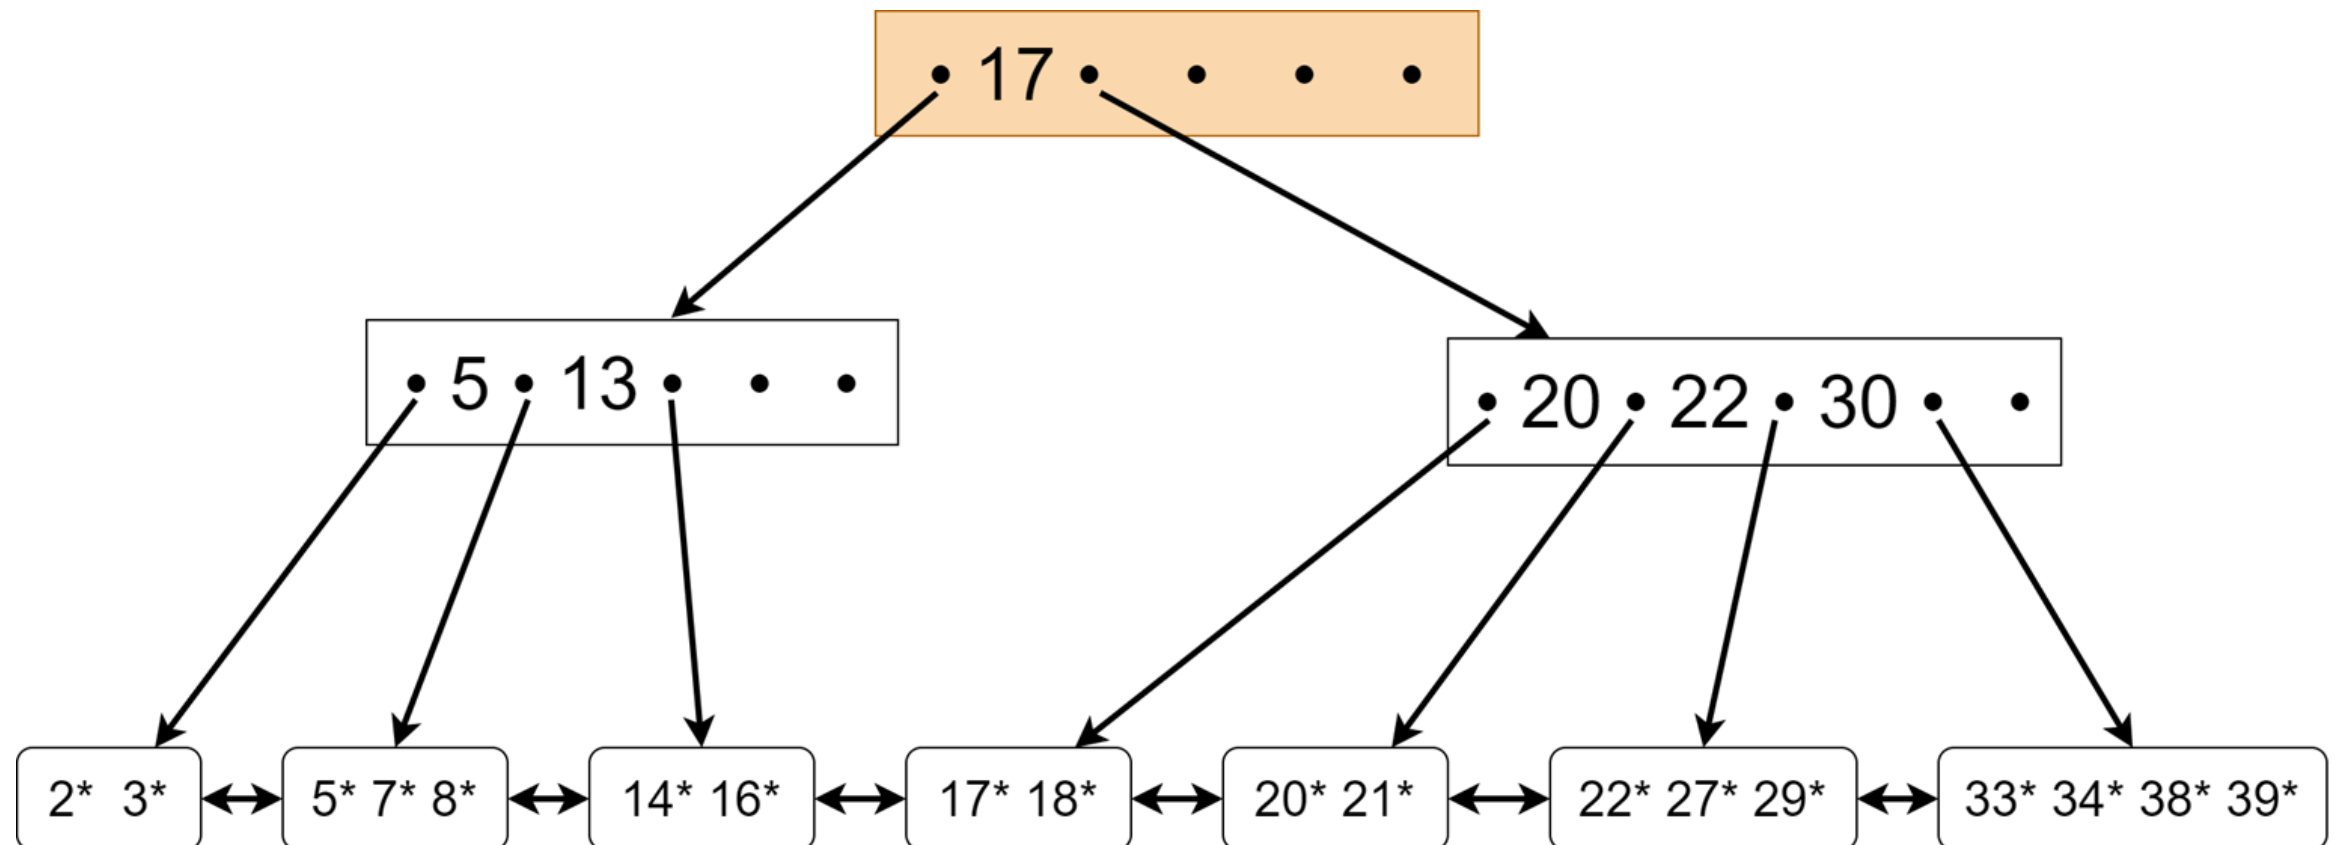 • 17 • • • •
• 5 • 13 • • •
• 20 • 22 • 30 • •
2* 3* 5* 7* 8* 14* 16* 17* 18* 20* 21* 22* 27* 29* 33* 34* 38* 39*